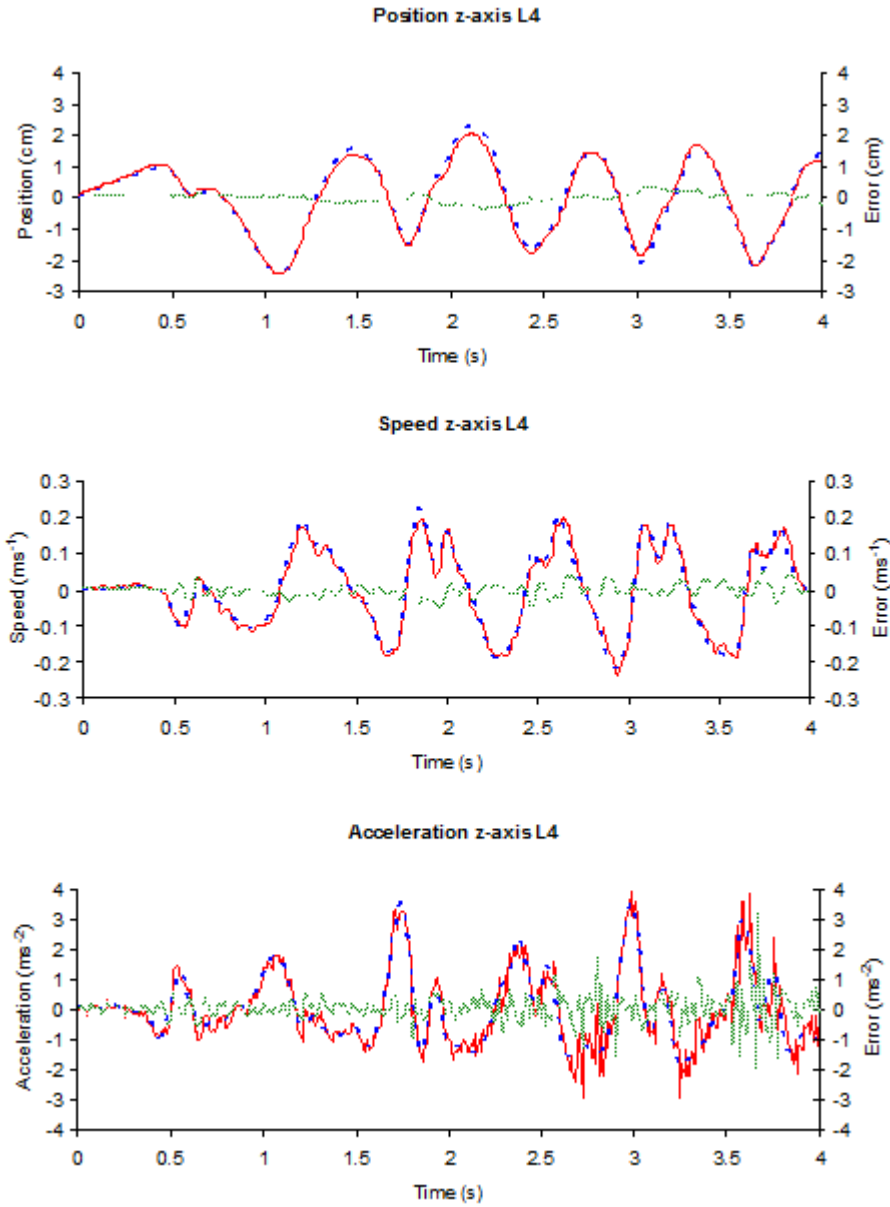 Position z-axis L4
4 4
3 3
2 2
1 1
0 0
-1 -1
-2 -2
-3 -3
Position (cm)
Error (cm)
0 0.5 1 1.5 2 2.5 3 3.5 4
Time (s)
Speed z-axis L4
0.3 0.3
0.2 0.2
0.1 0.1
0 0
-0.1 -0.1
-0.2 -0.2
-0.3 -0.3
Speed (ms⁻¹)
Error (ms⁻¹)
0 0.5 1 1.5 2 2.5 3 3.5 4
Time (s)
Acceleration z-axis L4
4 4
3 3
2 2
1 1
0 0
-1 -1
-2 -2
-3 -3
-4 -4
Acceleration (ms⁻²)
Error (ms⁻²)
0 0.5 1 1.5 2 2.5 3 3.5 4
Time (s)